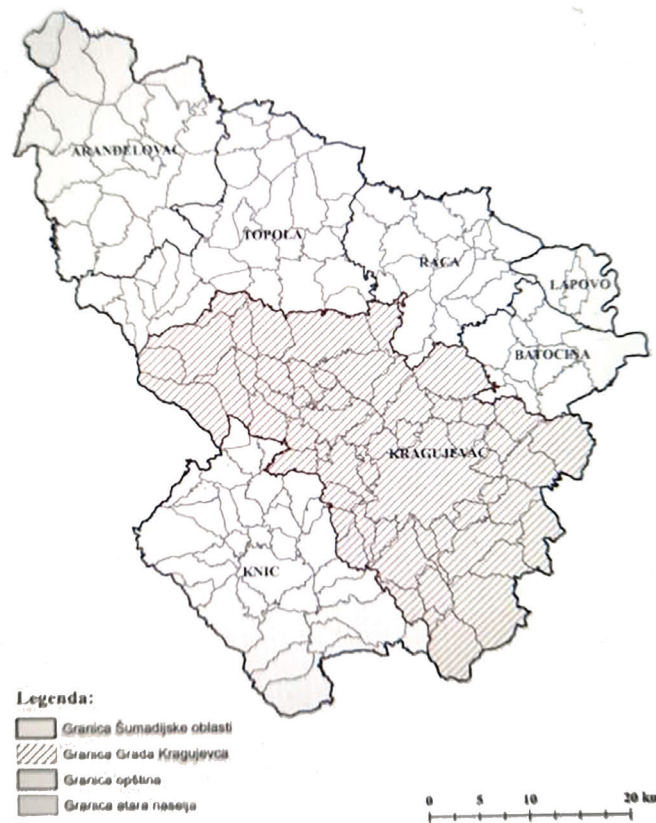 ARANĐELOVAC
TOPOLA
RAČA
LAPOVO
BATOČINA
KRAGUJEVAC
KNIĆ
Legenda:
Granica Šumadijske oblasti
Granica Grada Kragujevca
Granica opština
Granica atara naselja
0 5 10 20 km